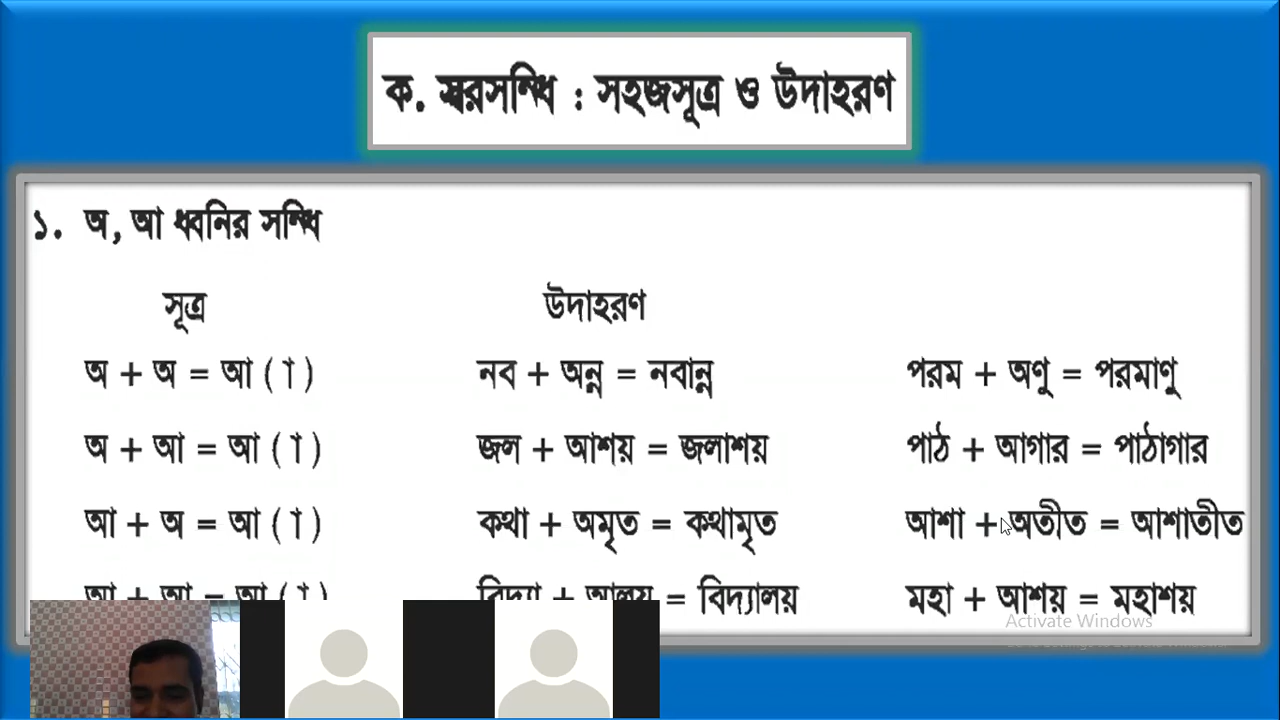 ক. স্বরসন্ধি : সহজসূত্র ও উদাহরণ
১. অ, আ ধ্বনির সন্ধি
সূত্র উদাহরণ
অ + অ = আ ( া ) নব + অন্ন = নবান্ন পরম + অণু = পরমাণু
অ + আ = আ ( া ) জল + আশয় = জলাশয় পাঠ + আগার = পাঠাগার
আ + অ = আ ( া ) কথা + অমৃত = কথামৃত আশা + অতীত = আশাতীত
আ + আ = আ ( া ) বিদ্যা + আলয় = বিদ্যালয় মহা + আশয় = মহাশয়
Activate Windows